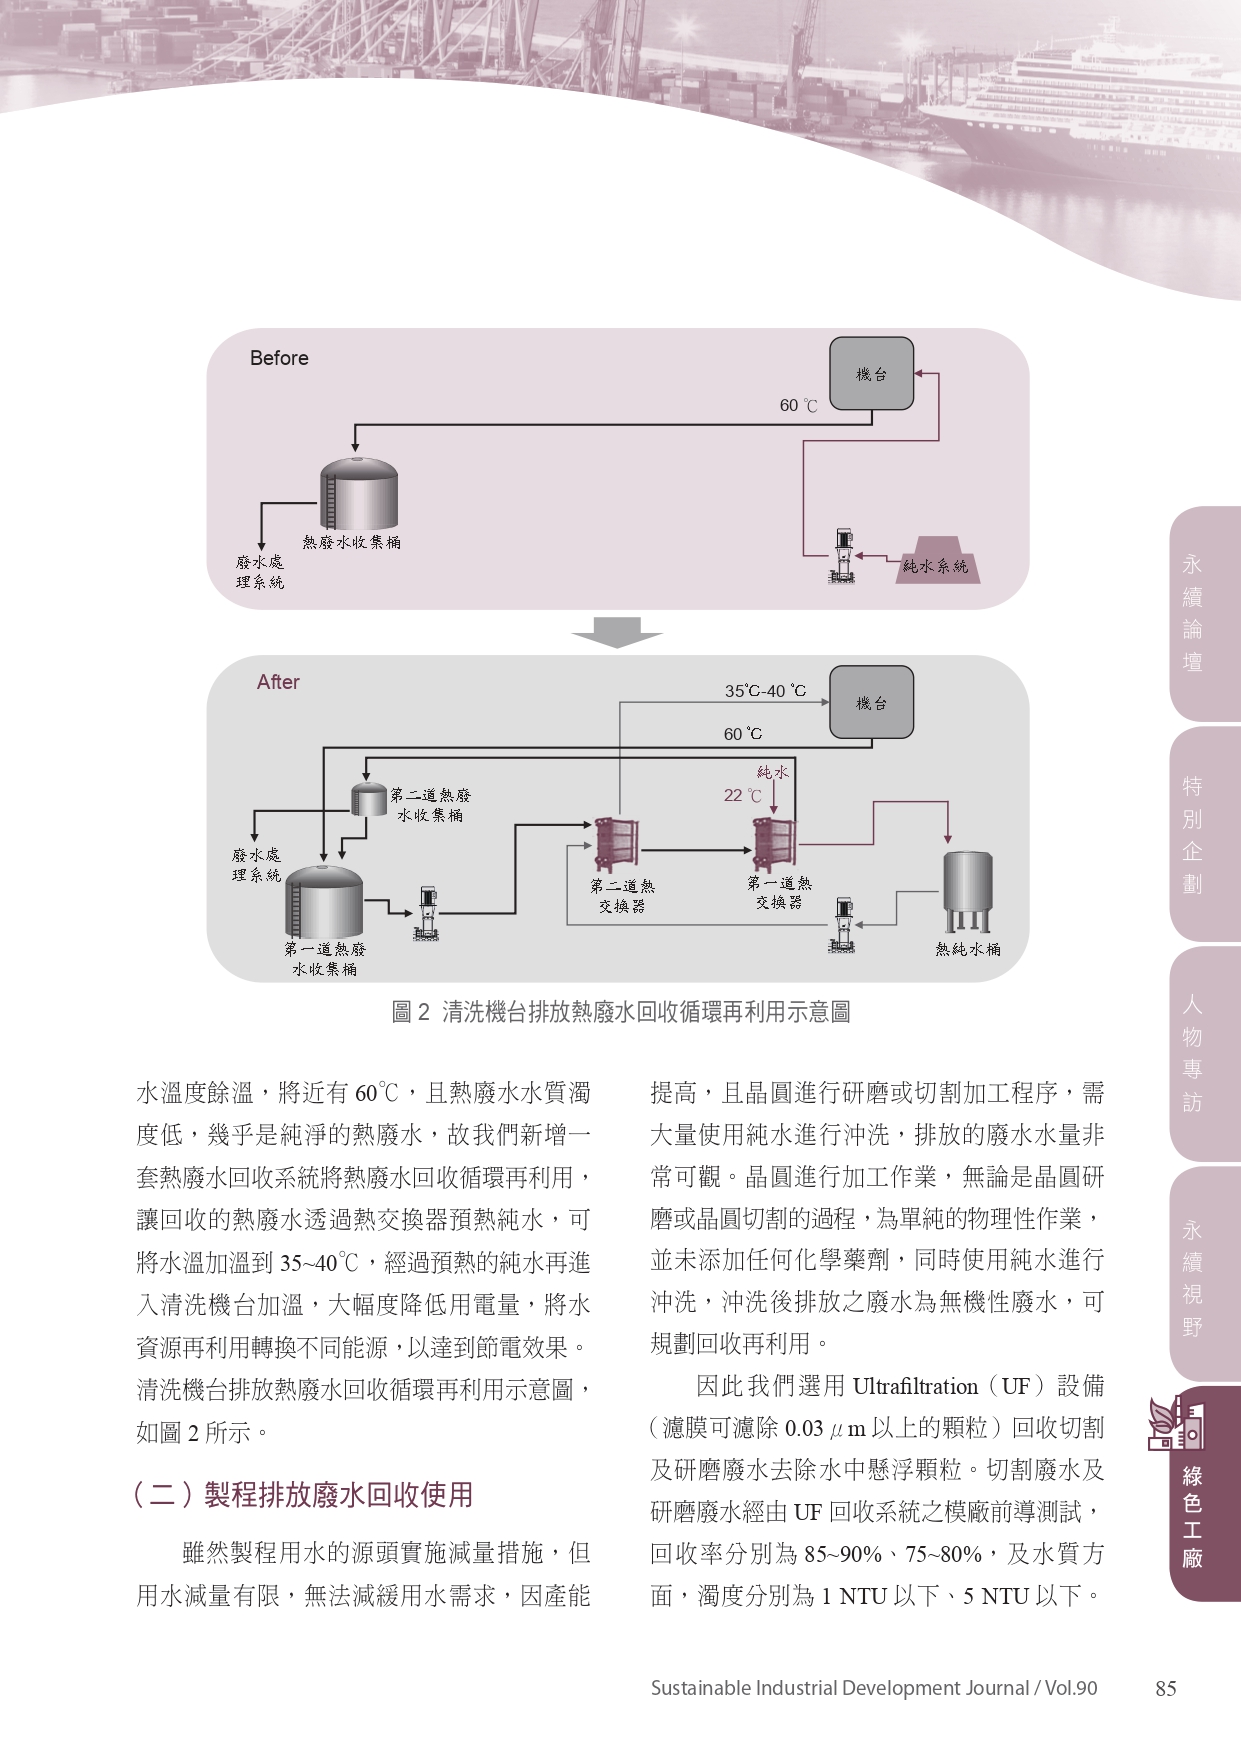 Before
機台
60 ℃
熱廢水收集桶
廢水處
理系統
純水系統
After
35℃-40 ℃
機台
60 ℃
純水
22 ℃
第二道熱廢
水收集桶
廢水處
理系統
第二道熱
交換器
第一道熱
交換器
第一道熱廢
水收集桶
熱純水桶
圖 2 清洗機台排放熱廢水回收循環再利用示意圖
水溫度餘溫，將近有 60℃，且熱廢水水質濁
度低，幾乎是純淨的熱廢水，故我們新增一
套熱廢水回收系統將熱廢水回收循環再利用，
讓回收的熱廢水透過熱交換器預熱純水，可
將水溫加溫到 35~40℃，經過預熱的純水再進
入清洗機台加溫，大幅度降低用電量，將水
資源再利用轉換不同能源，以達到節電效果。
清洗機台排放熱廢水回收循環再利用示意圖，
如圖 2 所示。
（二）製程排放廢水回收使用
雖然製程用水的源頭實施減量措施，但
用水減量有限，無法減緩用水需求，因產能
提高，且晶圓進行研磨或切割加工程序，需
大量使用純水進行沖洗，排放的廢水水量非
常可觀。晶圓進行加工作業，無論是晶圓研
磨或晶圓切割的過程，為單純的物理性作業，
並未添加任何化學藥劑，同時使用純水進行
沖洗，沖洗後排放之廢水為無機性廢水，可
規劃回收再利用。
因此我們選用 Ultrafiltration（UF）設備
（濾膜可濾除 0.03 μm 以上的顆粒）回收切割
及研磨廢水去除水中懸浮顆粒。切割廢水及
研磨廢水經由 UF 回收系統之模廠前導測試，
回收率分別為 85~90%、75~80%，及水質方
面，濁度分別為 1 NTU 以下、5 NTU 以下。
永續論壇
特別企劃
人物專訪
永續視野
綠色工廠
Sustainable Industrial Development Journal / Vol.90
85